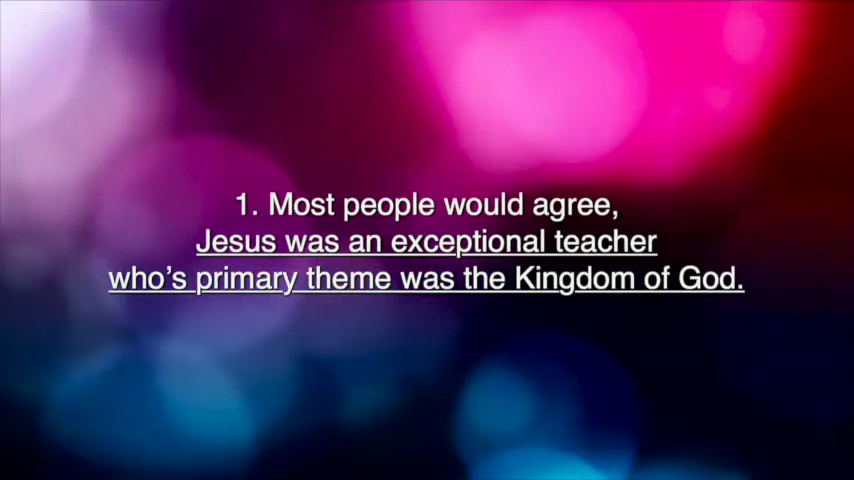 1. Most people would agree,
Jesus was an exceptional teacher
who's primary theme was the Kingdom of God.